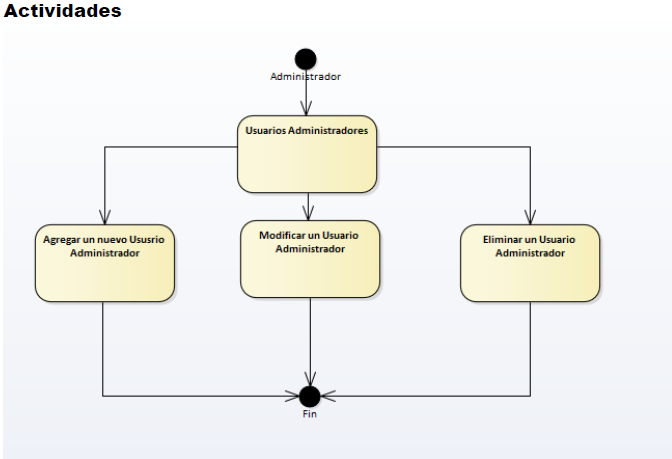 Actividades
Administrador
Usuarios Administradores
Agregar un nuevo Ususrio
Administrador
Modificar un Usuario
Administrador
Eliminar un Usuario
Administrador
Fin